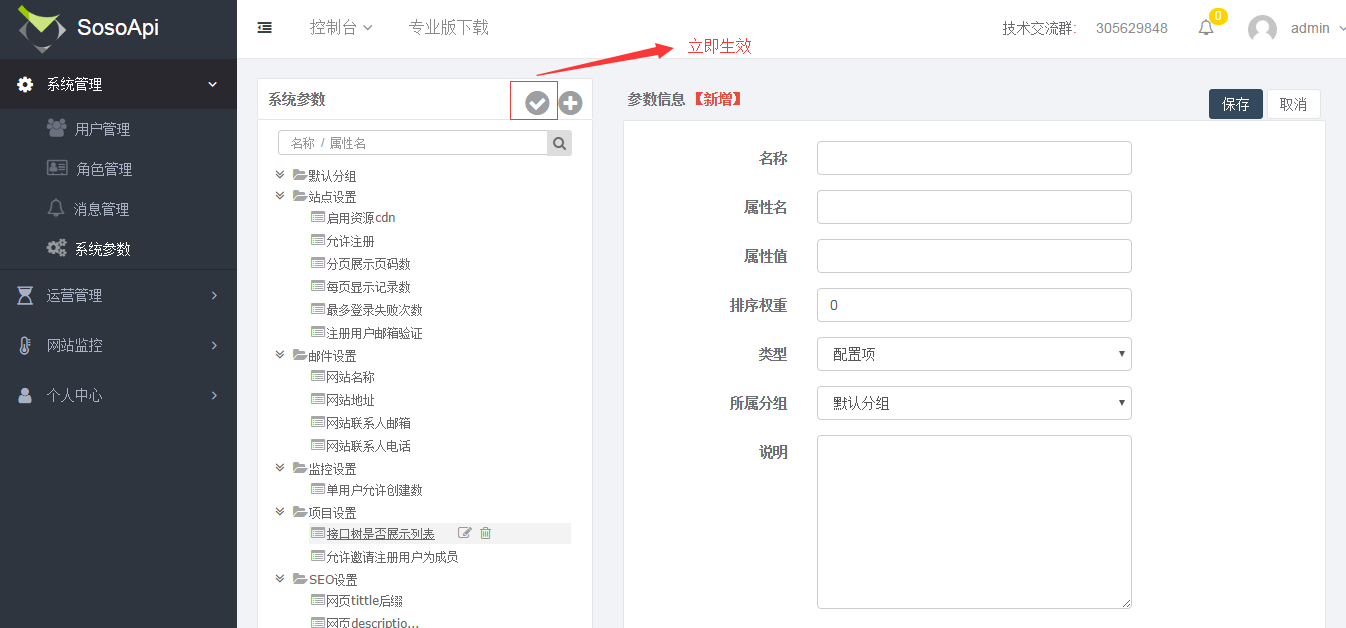 SosoApi
控制台
专业版下载
技术交流群:
305629848
0
admin
立即生效
系统管理
用户管理
角色管理
消息管理
系统参数
运营管理
网站监控
个人中心
系统参数
名称 / 属性名
默认分组
站点设置
启用资源cdn
允许注册
分页展示页码数
每页显示记录数
最多登录失败次数
注册用户邮箱验证
邮件设置
网站名称
网站地址
网站联系人邮箱
网站联系人电话
监控设置
单用户允许创建数
项目设置
接口树是否展示列表
允许邀请注册用户为成员
SEO设置
网页tittle后缀
网页descriptio...
参数信息【新增】
保存
取消
名称
属性名
属性值
排序权重
0
类型
配置项
所属分组
默认分组
说明